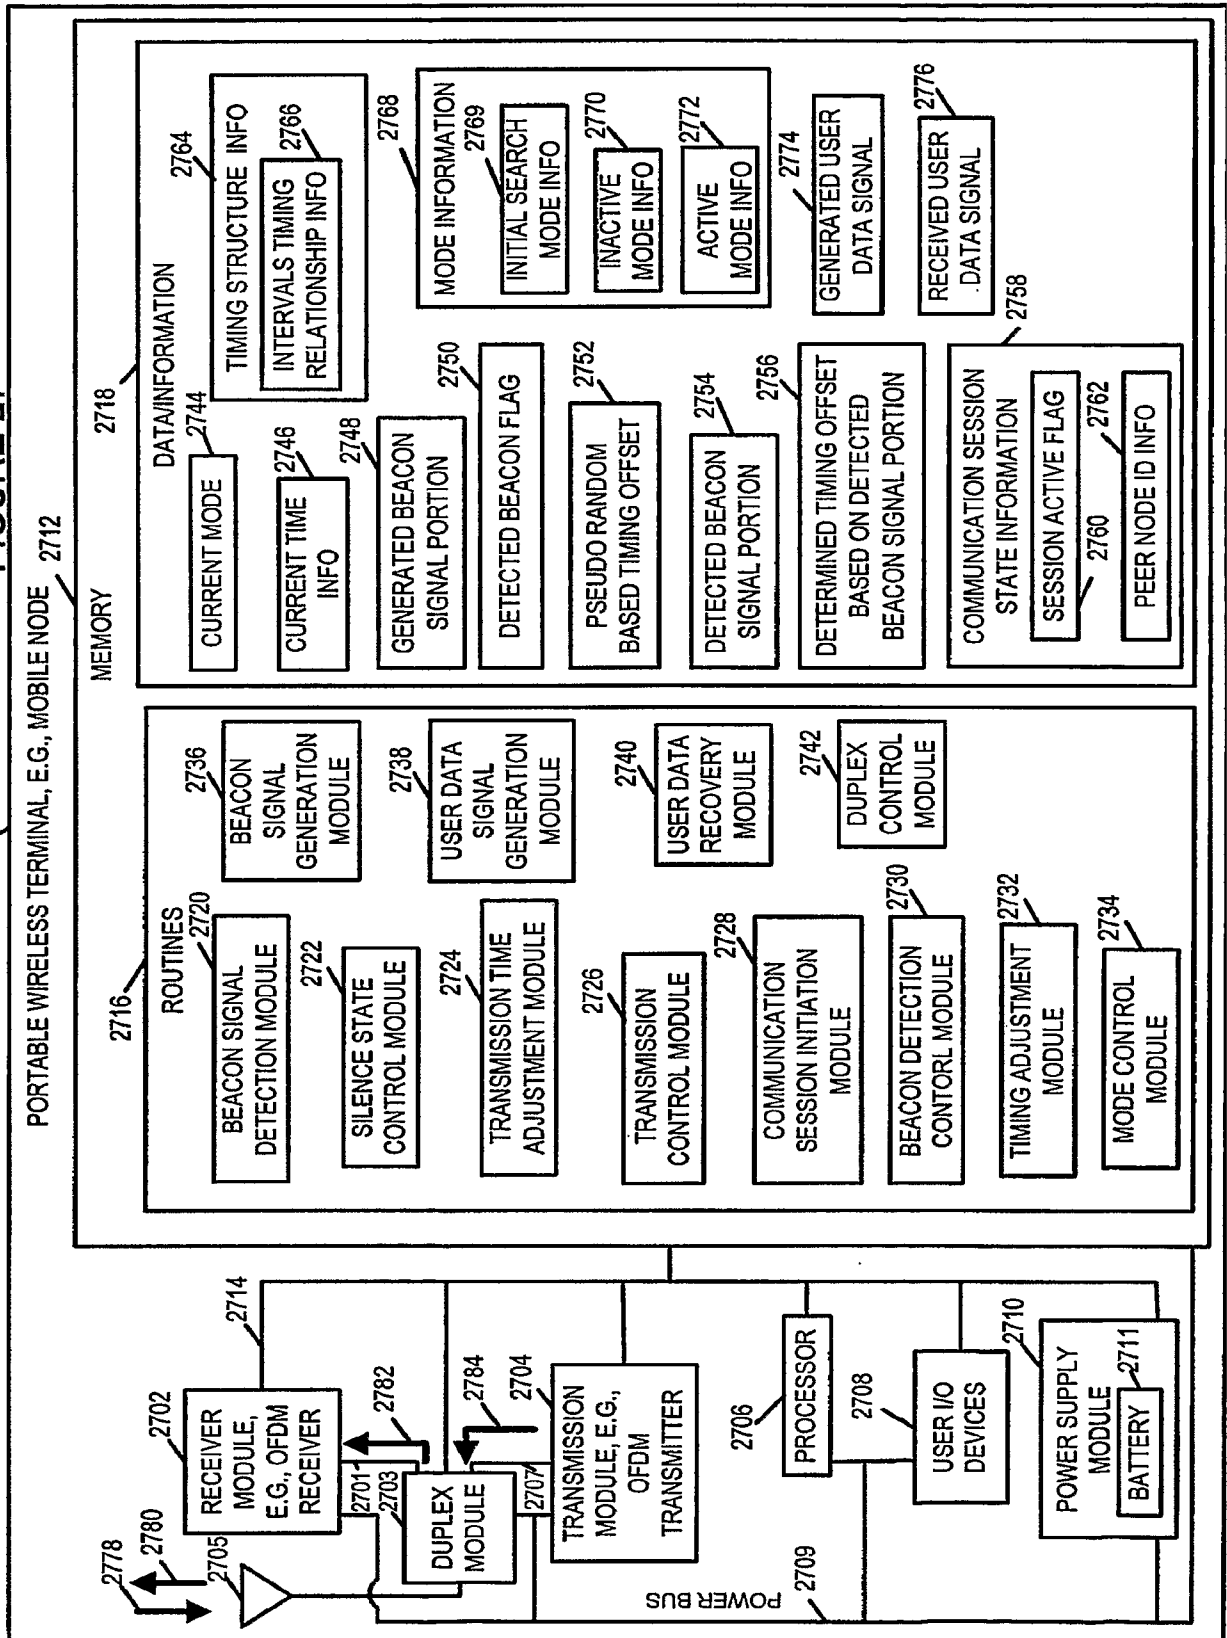 PORTABLE WIRELESS TERMINAL, E.G., MOBILE NODE
2712
MEMORY
2716
ROUTINES
2720
BEACON SIGNAL
DETECTION MODULE
2722
SILENCE STATE
CONTROL MODULE
2724
TRANSMISSION TIME
ADJUSTMENT MODULE
2726
TRANSMISSION
CONTROL MODULE
2728
COMMUNICATION
SESSION INITIATION
MODULE
2730
BEACON DETECTION
CONTORL MODULE
2732
TIMING ADJUSTMENT
MODULE
2734
MODE CONTROL
MODULE
2736
BEACON
SIGNAL
GENERATION
MODULE
2738
USER DATA
SIGNAL
GENERATION
MODULE
2740
USER DATA
RECOVERY
MODULE
2742
DUPLEX
CONTROL
MODULE
2718
DATA/INFORMATION
2744
CURRENT MODE
2746
CURRENT TIME
INFO
2748
GENERATED BEACON
SIGNAL PORTION
2750
DETECTED BEACON FLAG
2752
PSEUDO RANDOM
BASED TIMING OFFSET
2754
DETECTED BEACON
SIGNAL PORTION
2756
DETERMINED TIMING OFFSET
BASED ON DETECTED
BEACON SIGNAL PORTION
2758
COMMUNICATION SESSION
STATE INFORMATION
SESSION ACTIVE FLAG
2760
2762
PEER NODE ID INFO
2764
TIMING STRUCTURE INFO
2766
INTERVALS TIMING
RELATIONSHIP INFO
2768
MODE INFORMATION
2769
INITIAL SEARCH
MODE INFO
2770
INACTIVE
MODE INFO
2772
ACTIVE
MODE INFO
2774
GENERATED USER
DATA SIGNAL
2776
RECEIVED USER
DATA SIGNAL
2778
2780
2705
2702
RECEIVER
MODULE,
E.G., OFDM
RECEIVER
2714
2701
2782
2703
DUPLEX
MODULE
2784
2707
2704
TRANSMISSION
MODULE, E.G.,
OFDM
TRANSMITTER
2706
PROCESSOR
2708
USER I/O
DEVICES
2710
POWER SUPPLY
MODULE
2711
BATTERY
POWER BUS
2709